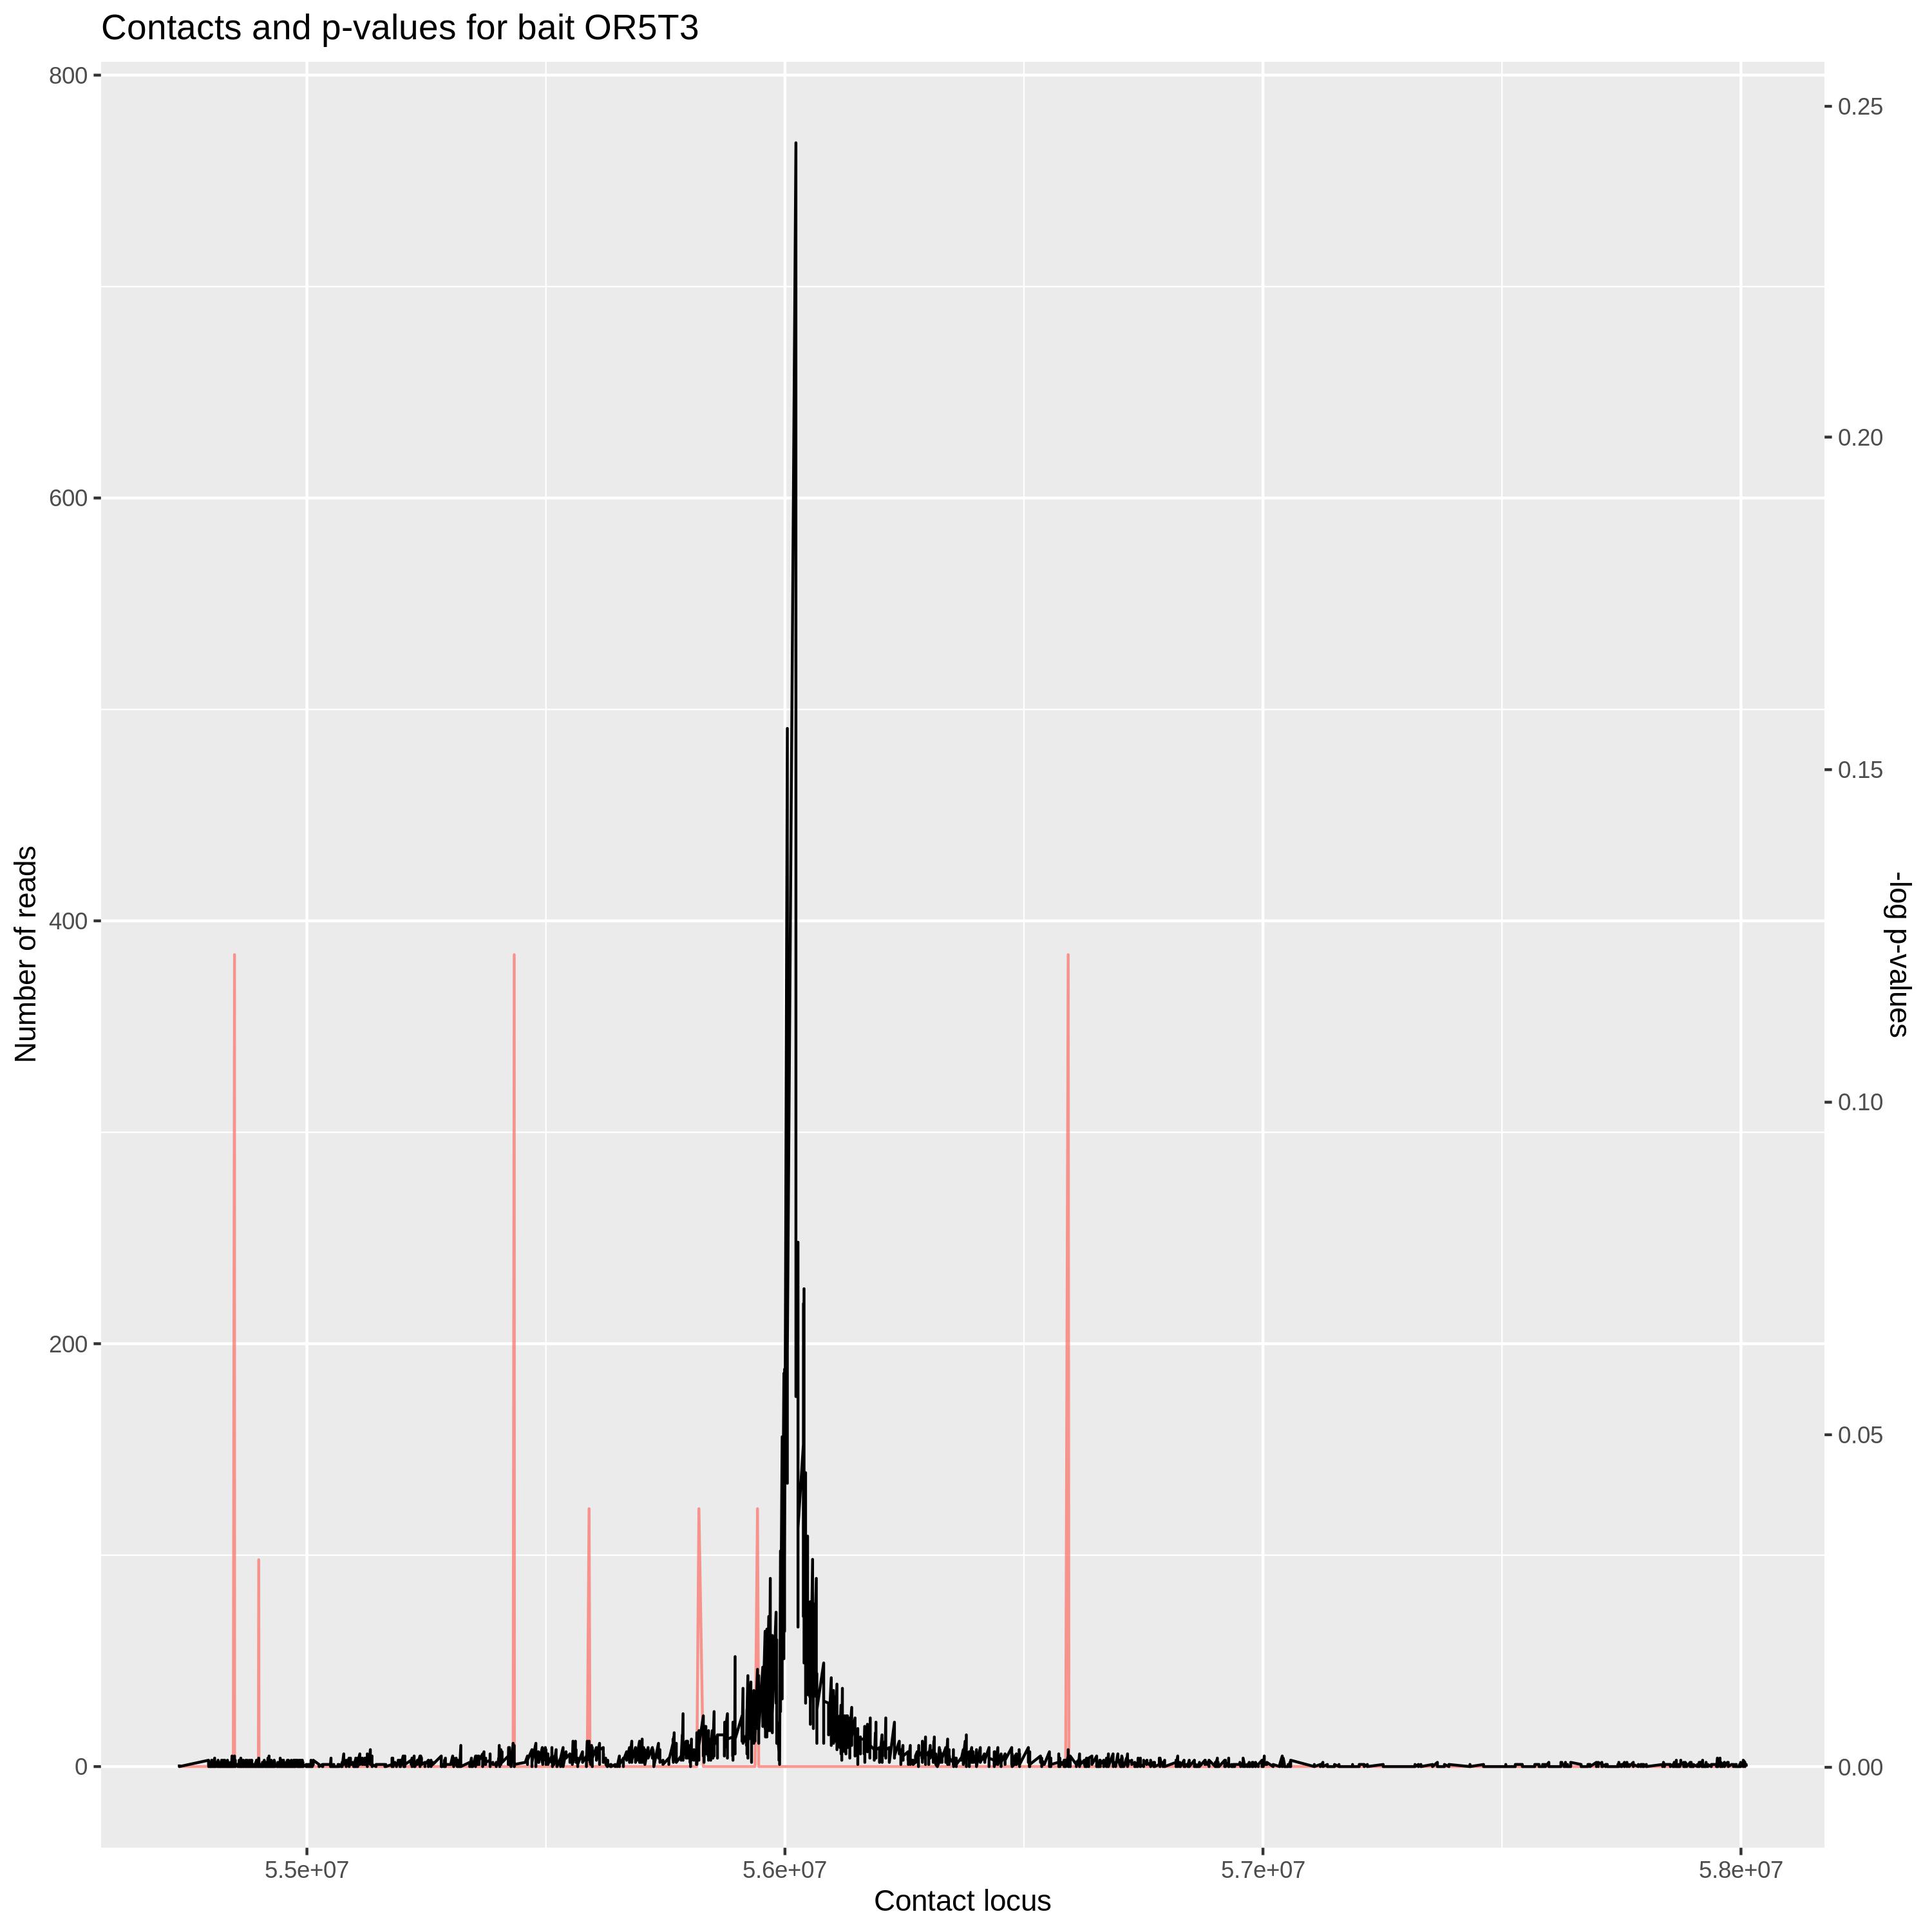 Contacts and p-values for bait OR5T3
800
600
400
200
0
Number of reads
0.25
0.20
0.15
0.10
0.05
0.00
-log p-values
5.5e+07
5.6e+07
5.7e+07
5.8e+07
Contact locus